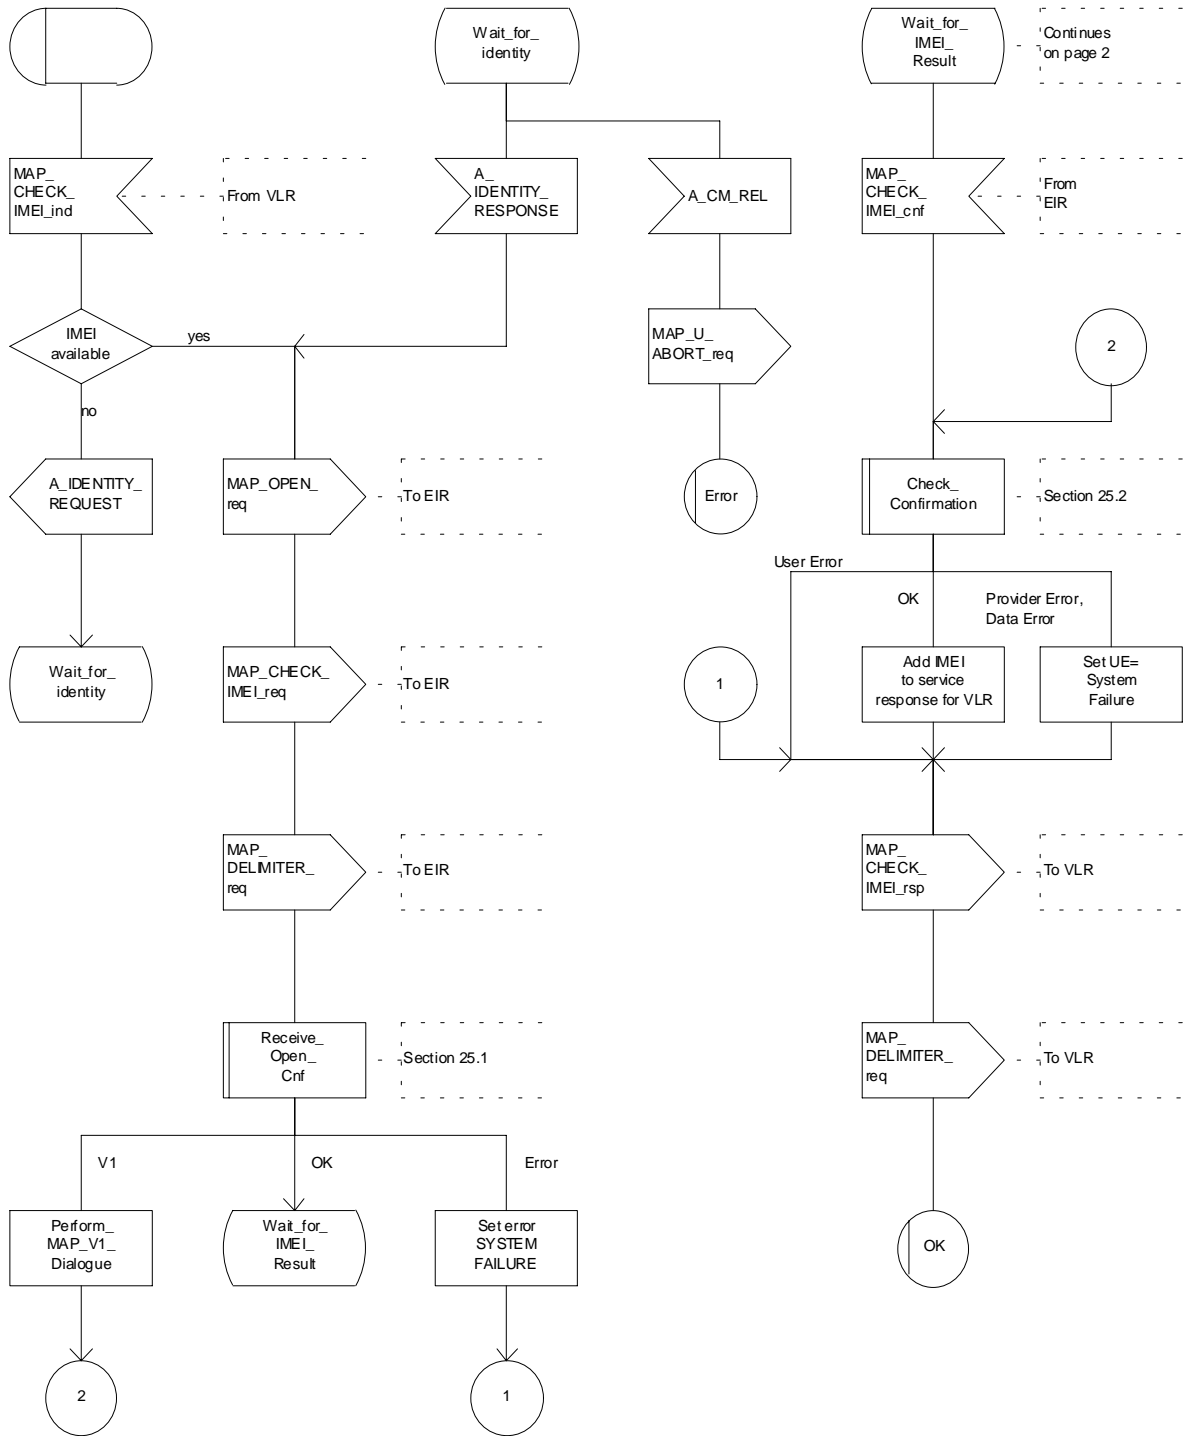 Wait_for_
identity
Wait_for_
IMEI_
Result
Continues
on page 2
MAP_
CHECK_
IMEI_ind
From VLR
A_
IDENTITY_
RESPONSE
A_CM_REL
MAP_
CHECK_
IMEI_cnf
From
EIR
IMEI
available
yes
no
MAP_U_
ABORT_req
2
A_IDENTITY_
REQUEST
MAP_OPEN_
req
To EIR
Error
Check_
Confirmation
Section 25.2
User Error
OK
Provider Error,
Data Error
Wait_for_
identity
MAP_CHECK_
IMEI_req
To EIR
1
Add IMEI
to service
response for VLR
Set UE=
System
Failure
MAP_
DELIMITER_
req
To EIR
MAP_
CHECK_
IMEI_rsp
To VLR
Receive_
Open_
Cnf
Section 25.1
MAP_
DELIMITER_
req
To VLR
V1
OK
Error
Perform_
MAP_V1_
Dialogue
Wait_for_
IMEI_
Result
Set error
SYSTEM
FAILURE
OK
2
1